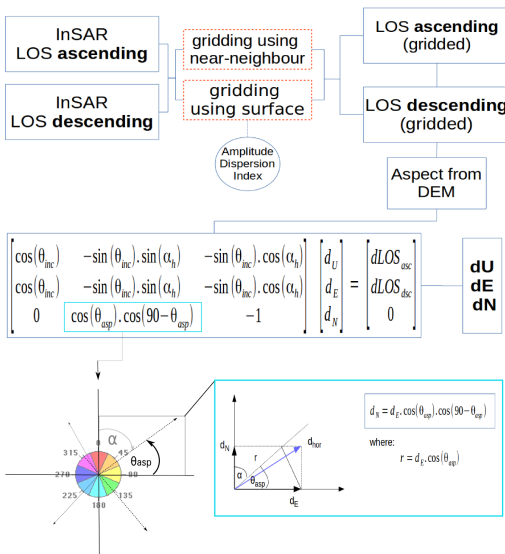 InSAR
LOS ascending
InSAR
LOS descending
gridding using
near-neighbour
gridding
using surface
Amplitude
Dispersion
Index
LOS ascending
(gridded)
LOS descending
(gridded)
Aspect from
DEM
cos(θinc) −sin(θinc).sin(αh) −sin(θinc).cos(αh) dU dLOSasc
cos(θinc) −sin(θinc).sin(αh) −sin(θinc).cos(αh) dE = dLOSdsc
0 cos(θasp).cos(90−θasp) −1 dN 0
dU
dE
dN
0
α
45
θasp
90
135
180
225
270
315
dN
r
dhor
α
θasp
dE
dN = dE.cos(θasp).cos(90−θasp)
where:
r = dE.cos(θasp)